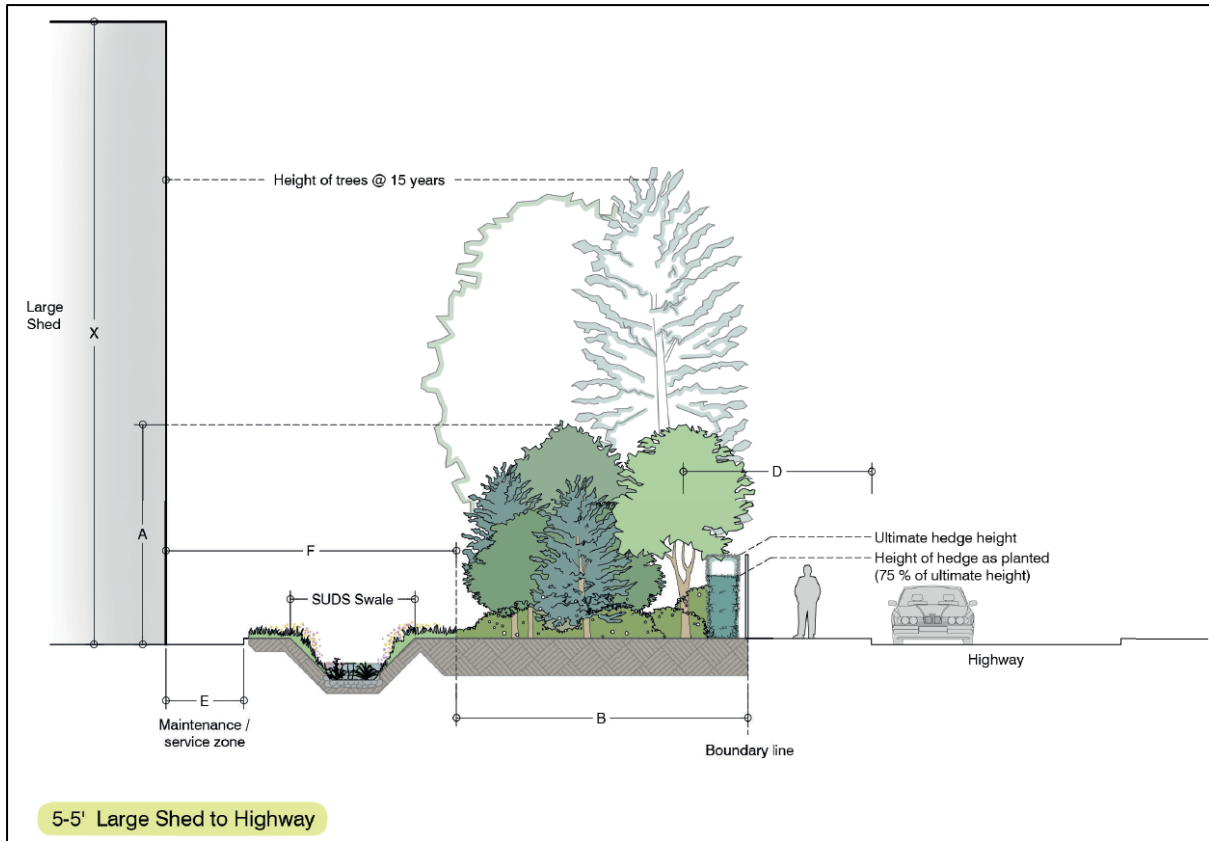 Height of trees @ 15 years
Large
Shed
X
A
D
F
Ultimate hedge height
Height of hedge as planted
(75 % of ultimate height)
SUDS Swale
Highway
E
B
Maintenance /
service zone
Boundary line
5-5' Large Shed to Highway